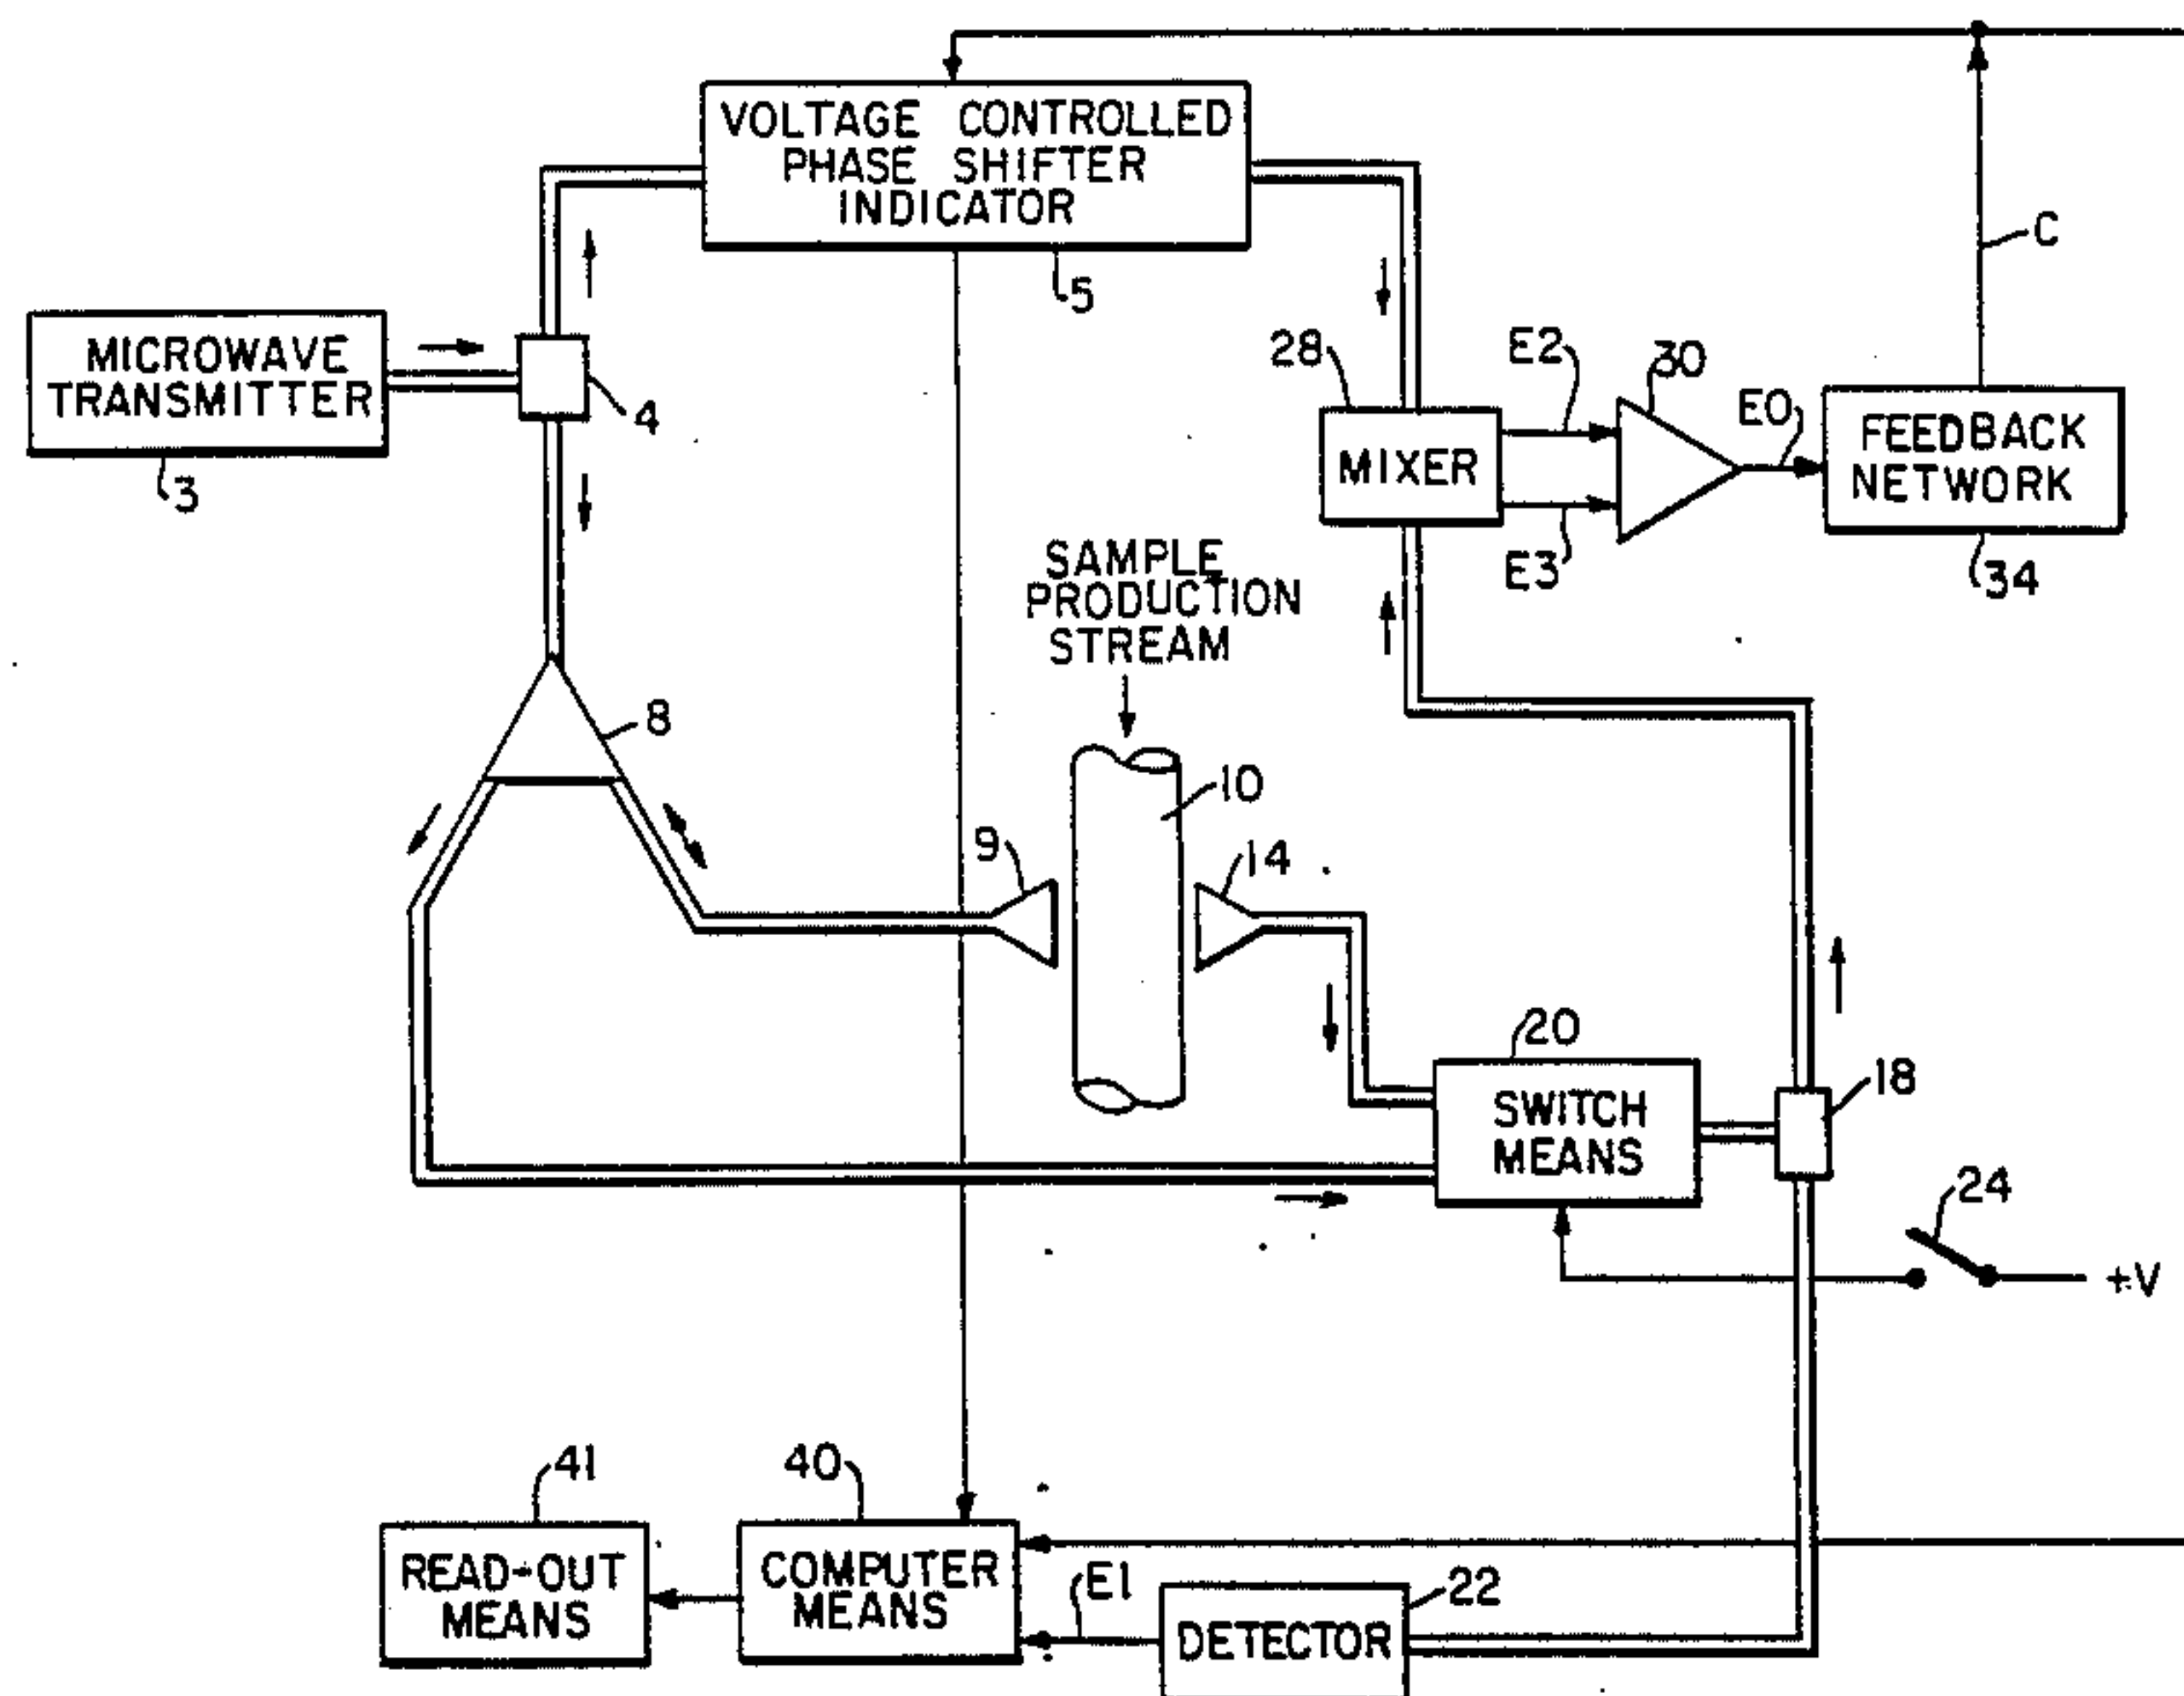 VOLTAGE CONTROLLED
PHASE SHIFTER
INDICATOR
C
5
MICROWAVE
TRANSMITTER
3
4
28
E2
30
E0
MIXER
FEEDBACK
NETWORK
E3
34
SAMPLE
PRODUCTION
STREAM
8
10
9
14
20
18
SWITCH
MEANS
24
+V
41
40
READ-OUT
MEANS
COMPUTER
MEANS
E1
22
DETECTOR